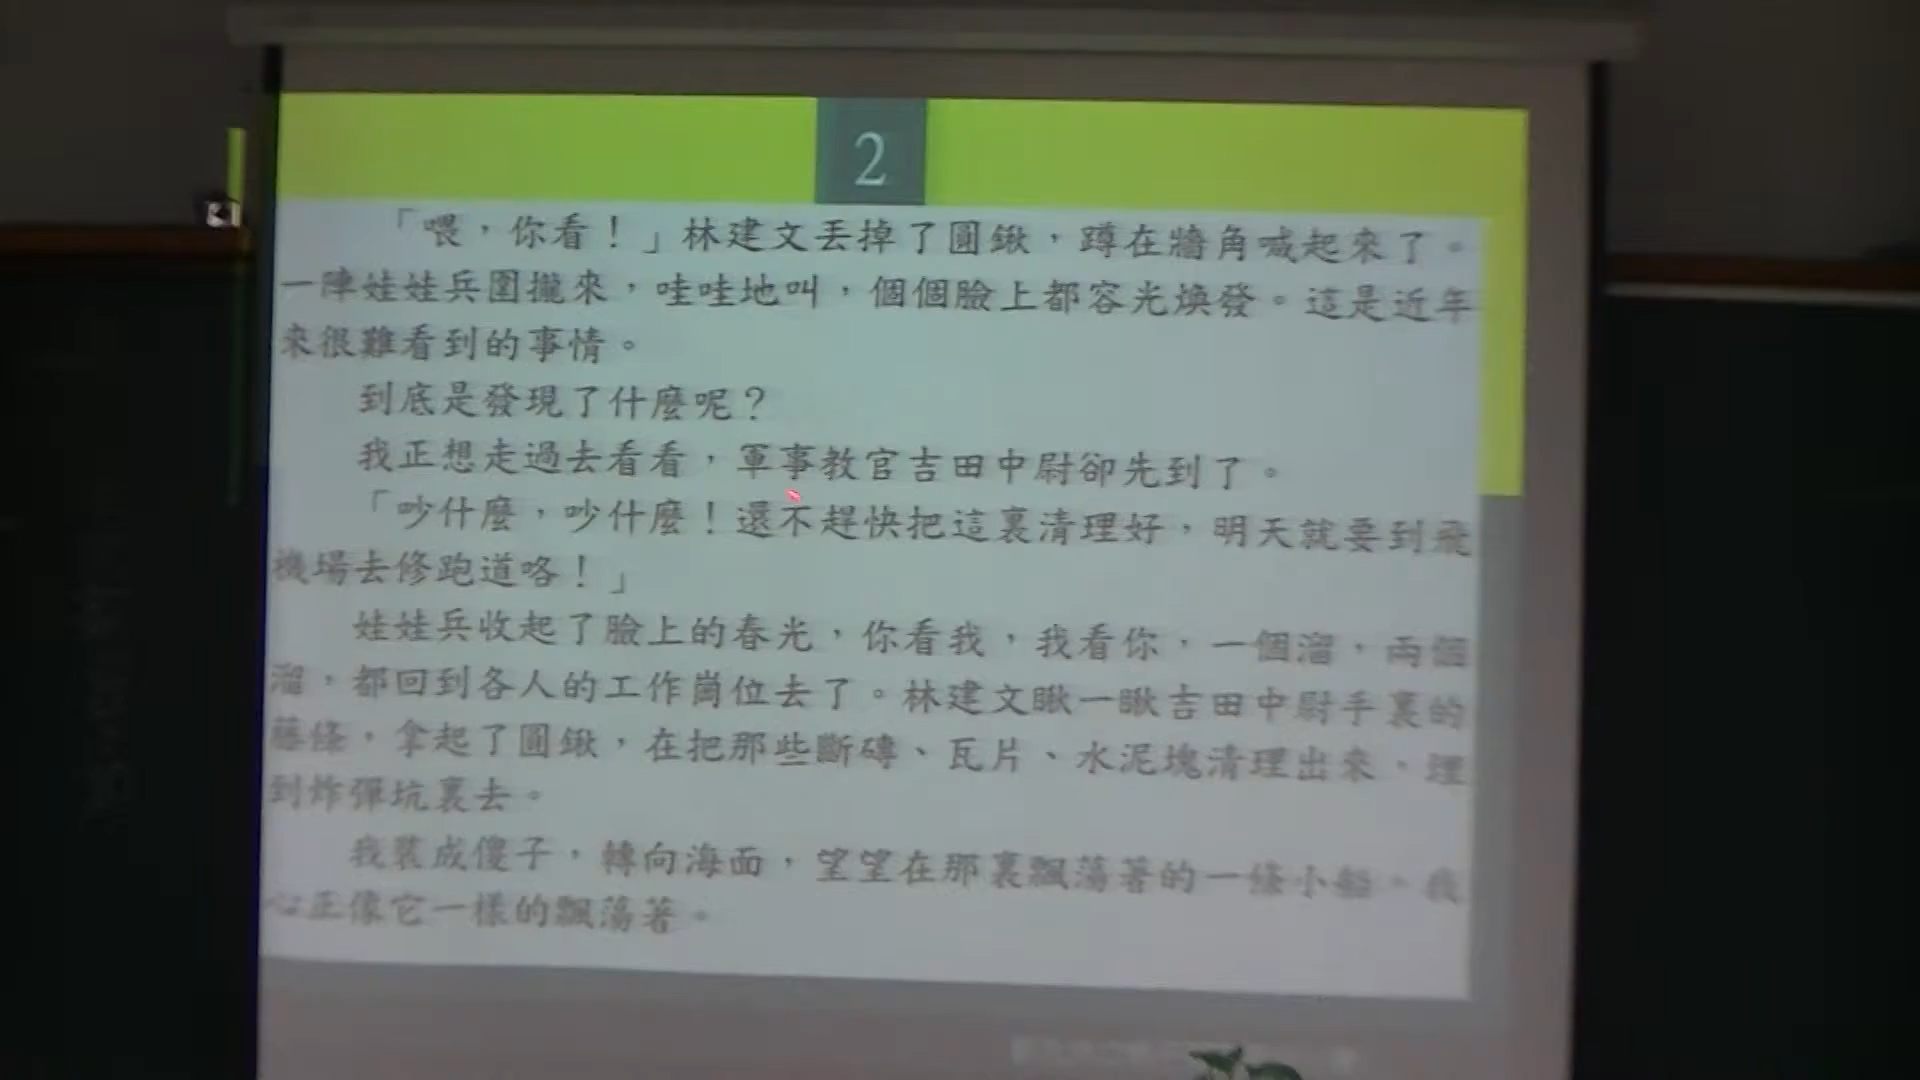 2
「喂，你看！」林建文丟掉了圓鍬，蹲在牆角喊起來了。
一陣娃娃兵圍攏來，哇哇地叫，個個臉上都容光煥發。這是近年
來很難看到的事情。
到底是發現了什麼呢？
我正想走過去看看，軍事教官吉田中尉卻先到了。
「吵什麼，吵什麼！還不趕快把這裏清理好，明天就要到飛
機場去修跑道咯！」
娃娃兵收起了臉上的春光，你看我，我看你，一個溜，兩個
溜，都回到各人的工作崗位去了。林建文瞅一瞅吉田中尉手裏的
藤條，拿起了圓鍬，在把那些斷磚、瓦片、水泥塊清理出來，埋
到炸彈坑裏去。
我裝成傻子，轉向海面，望望在那裏飄蕩著的一條小船。我
心正像它一樣的飄蕩著。